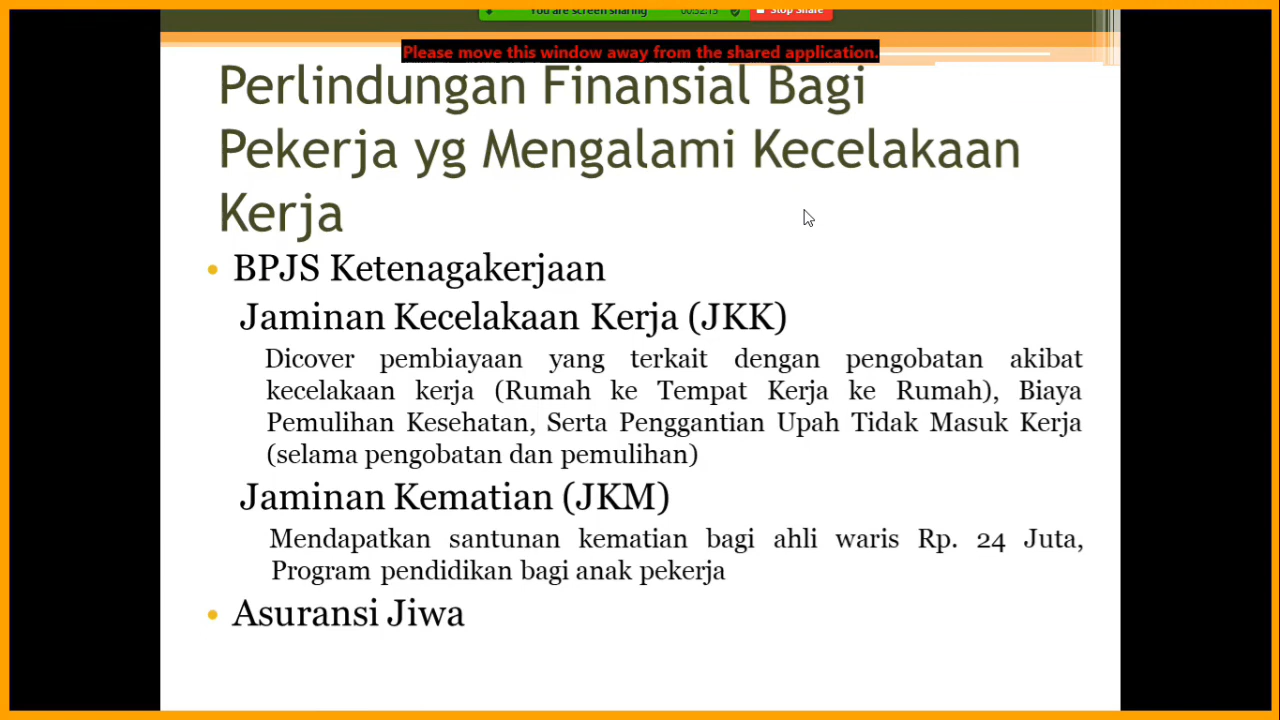 You are screen sharing 00:52:15 Stop Share
Please move this window away from the shared application.
Perlindungan Finansial Bagi
Pekerja yg Mengalami Kecelakaan
Kerja
• BPJS Ketenagakerjaan
Jaminan Kecelakaan Kerja (JKK)
Dicover pembiayaan yang terkait dengan pengobatan akibat
kecelakaan kerja (Rumah ke Tempat Kerja ke Rumah), Biaya
Pemulihan Kesehatan, Serta Penggantian Upah Tidak Masuk Kerja
(selama pengobatan dan pemulihan)
Jaminan Kematian (JKM)
Mendapatkan santunan kematian bagi ahli waris Rp. 24 Juta,
Program pendidikan bagi anak pekerja
• Asuransi Jiwa